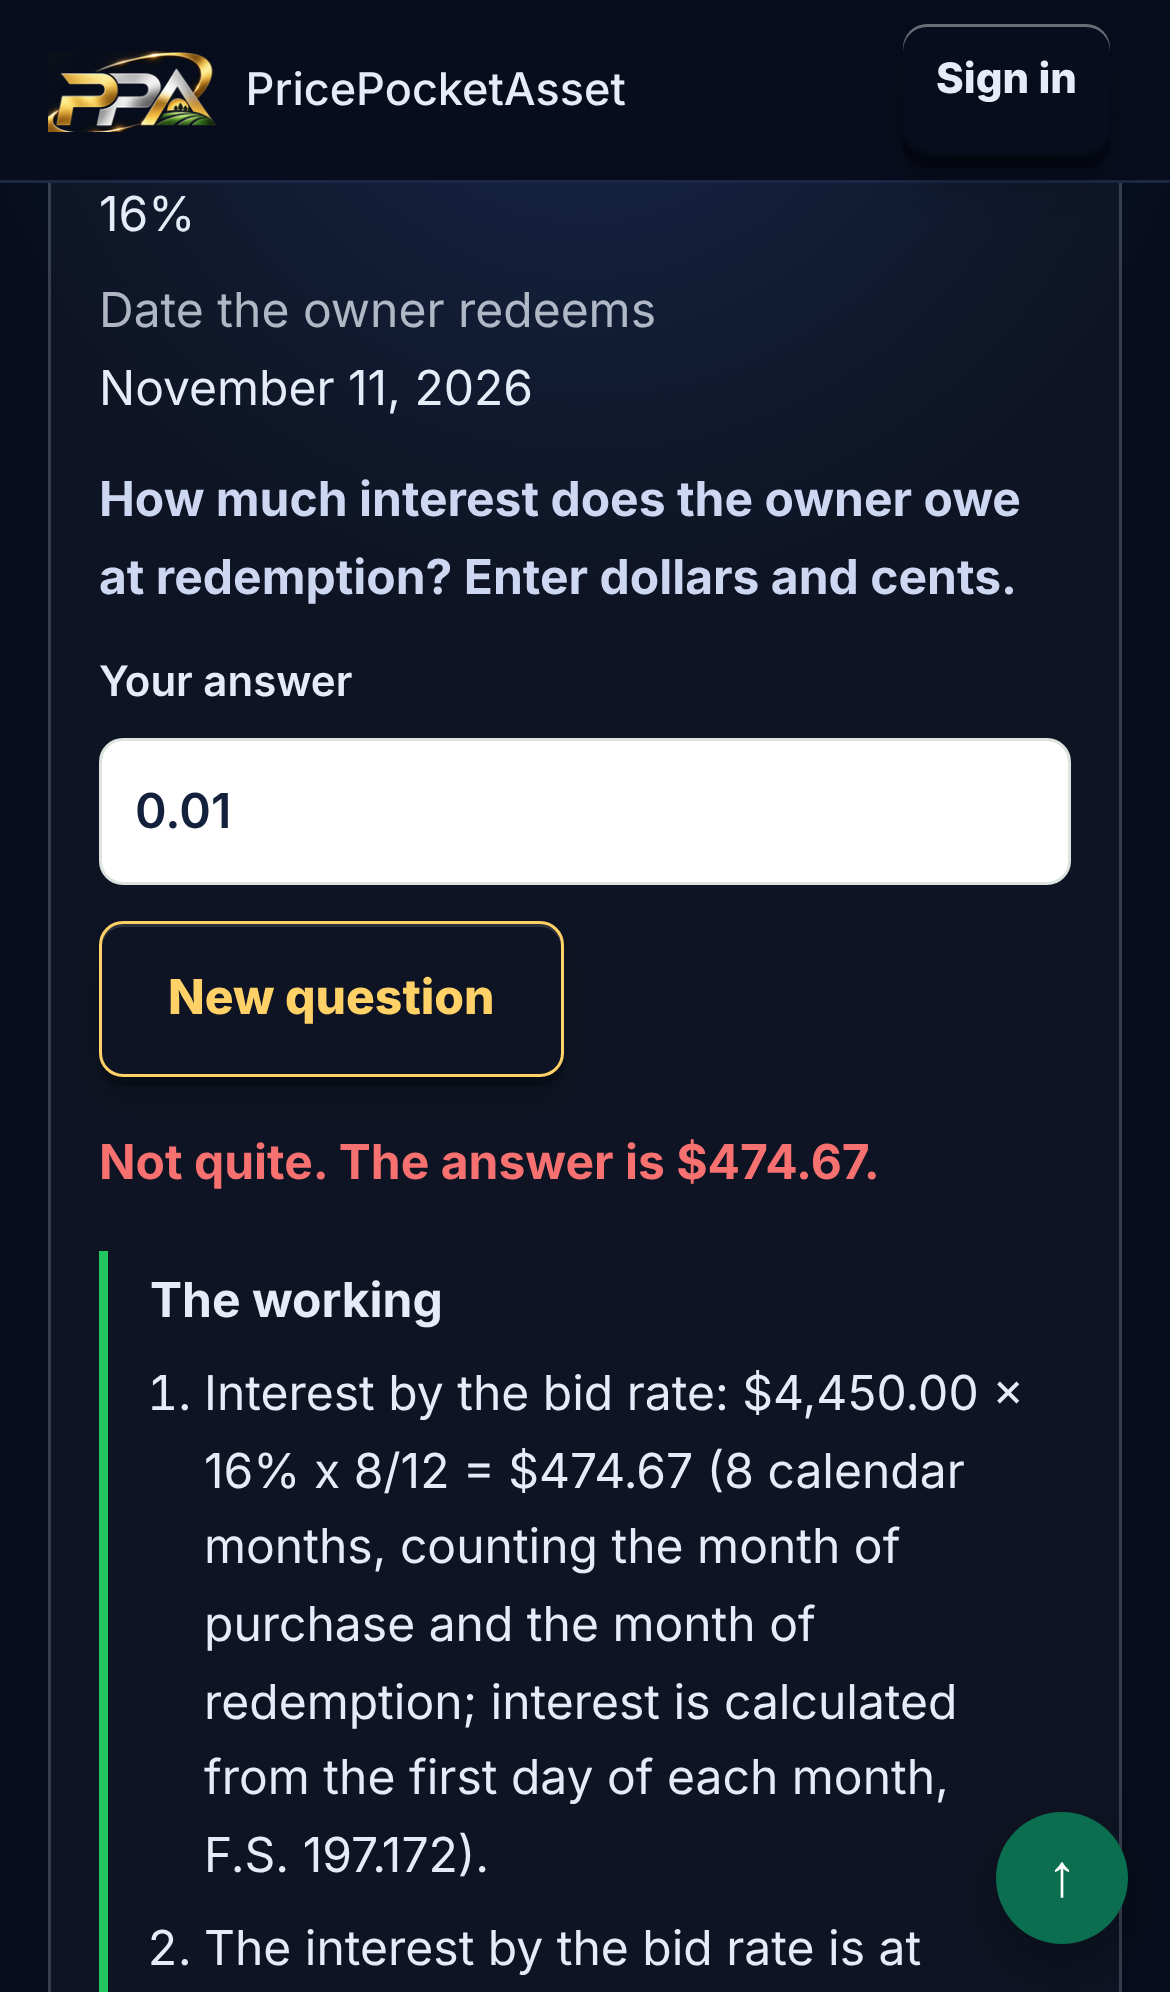 PPA
PricePocketAsset
Sign in
16%
Date the owner redeems
November 11, 2026
How much interest does the owner owe
at redemption? Enter dollars and cents.
Your answer
0.01
New question
Not quite. The answer is $474.67.
The working
1. Interest by the bid rate: $4,450.00 ×
16% x 8/12 = $474.67 (8 calendar
months, counting the month of
purchase and the month of
redemption; interest is calculated
from the first day of each month,
F.S. 197.172).
↑
2. The interest by the bid rate is at